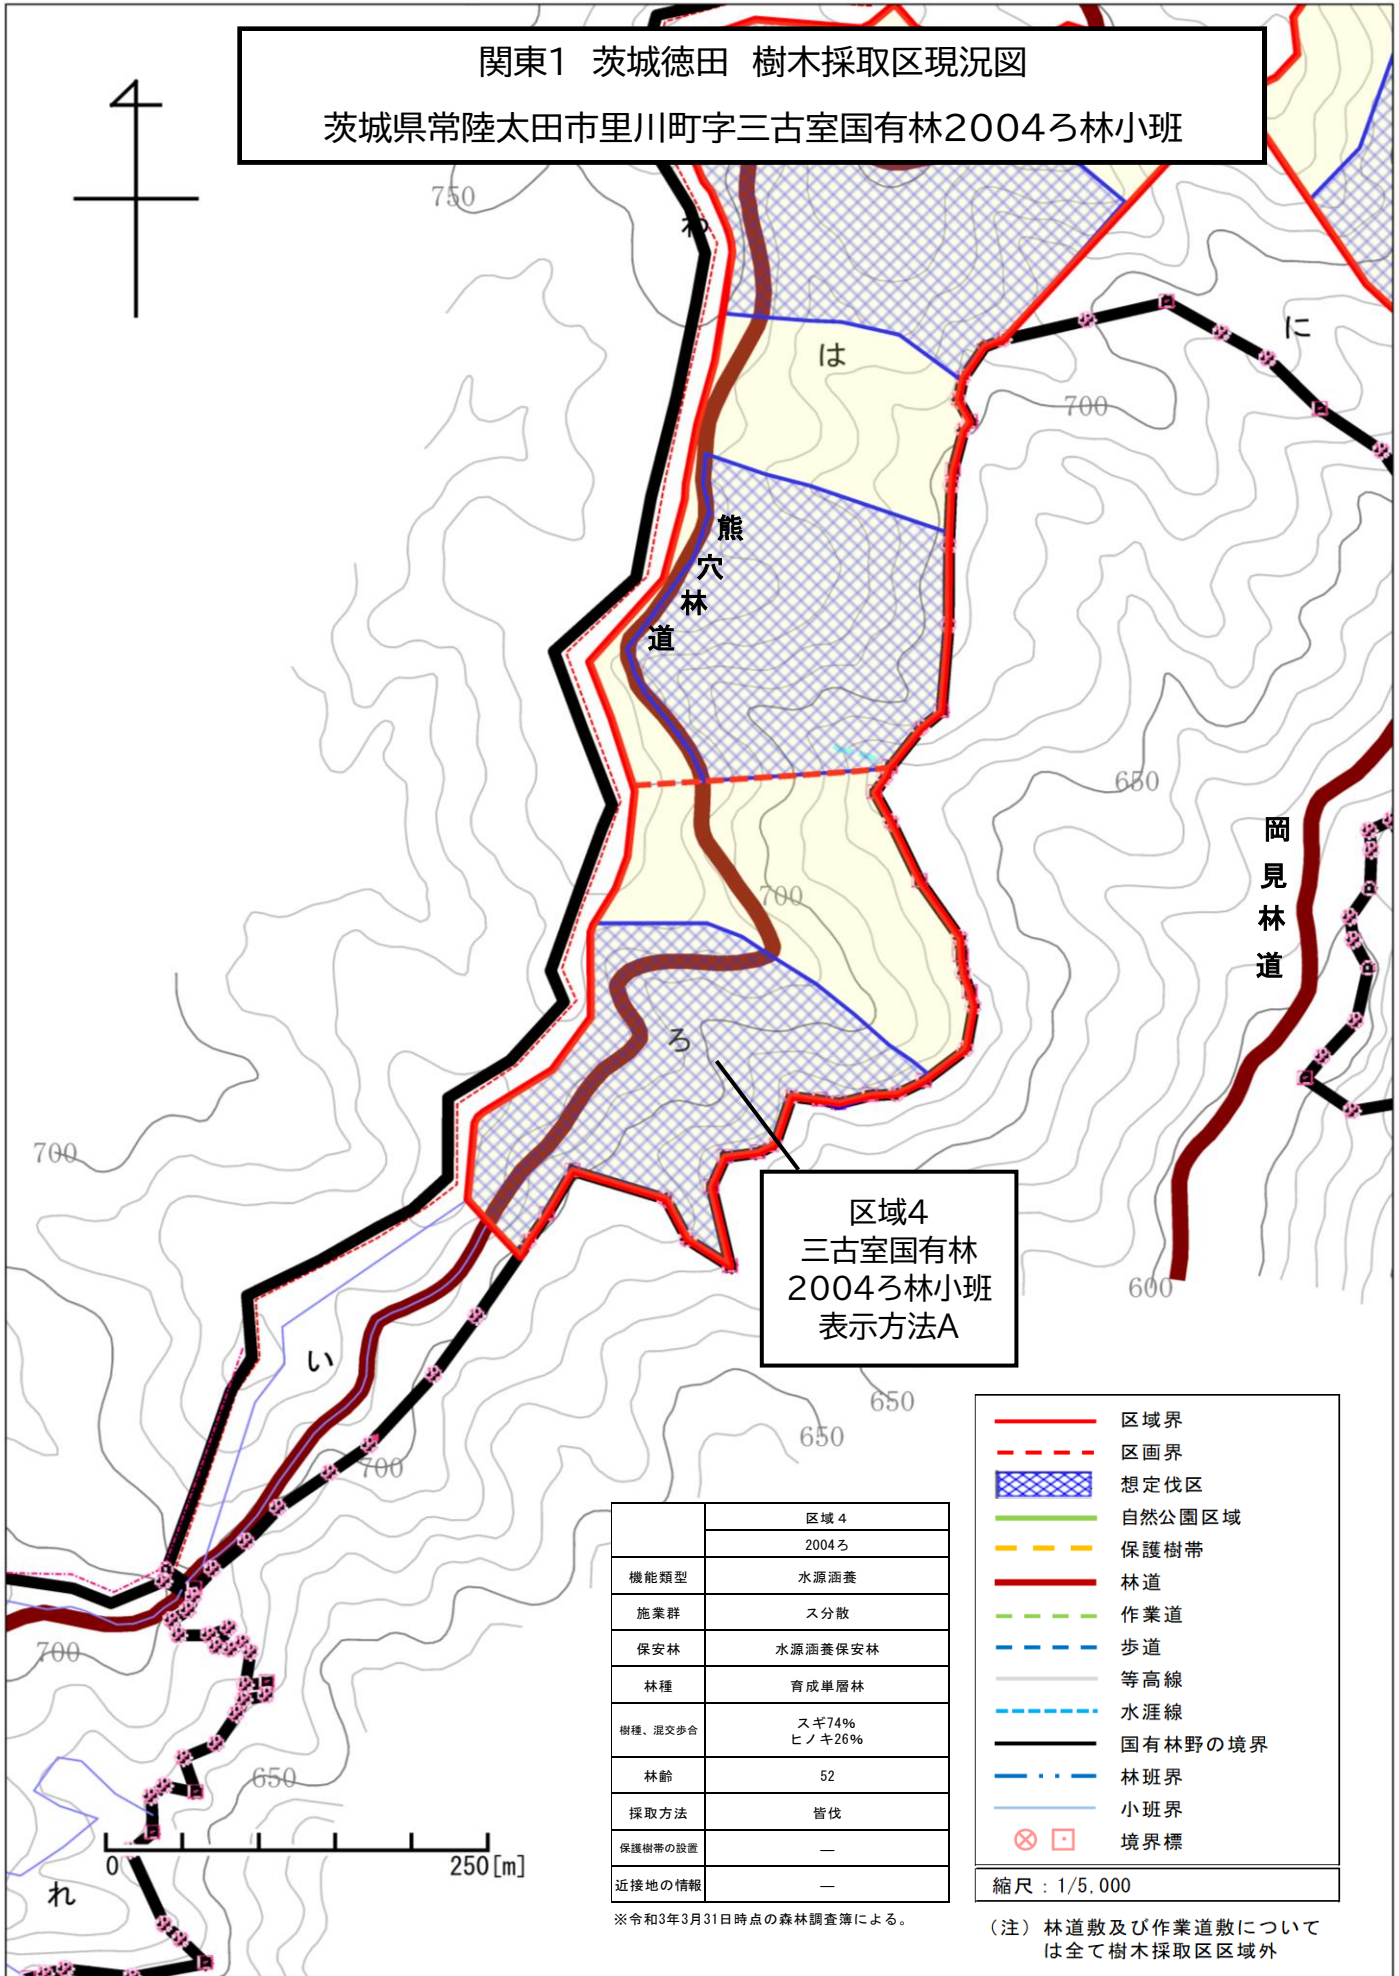 関東1 茨城徳田 樹木採取区現況図
茨城県常陸太田市里川町字三古室国有林2004ろ林小班
750
わ
は
に
700
熊穴林道
650
岡見林道
700
ろ
700
区域4
三古室国有林
2004ろ林小班
表示方法A
600
い
650
650
700
700
650
れ
0 250[m]
区域4
2004ろ
機能類型 水源涵養
施業群 ス分散
保安林 水源涵養保安林
林種 育成単層林
樹種、混交歩合 スギ74%
ヒノキ26%
林齢 52
採取方法 皆伐
保護樹帯の設置 ―
近接地の情報 ―
※令和3年3月31日時点の森林調査簿による。
区域界
区画界
想定伐区
自然公園区域
保護樹帯
林道
作業道
歩道
等高線
水涯線
国有林野の境界
林班界
小班界
境界標
縮尺：1/5,000
（注）林道敷及び作業道敷について
は全て樹木採取区区域外